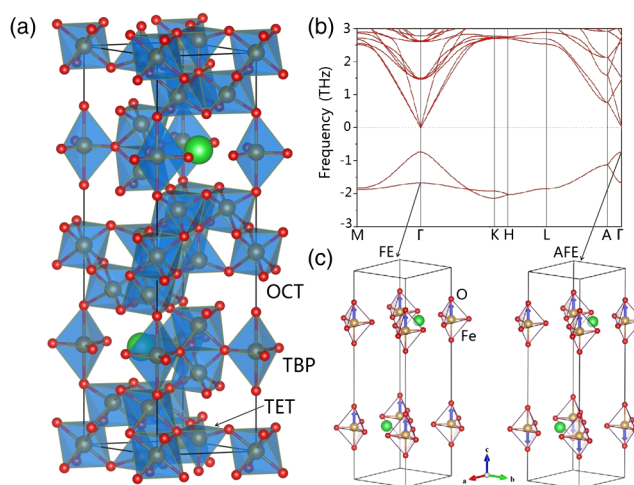 (a)
OCT
TBP
TET
(b)
Frequency (THz)
3
2
1
0
-1
-2
-3
M Γ K H L A Γ
FE AFE
(c)
O
Fe
c
a b